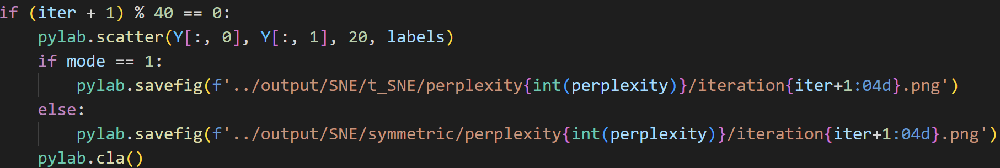 if (iter + 1) % 40 == 0:
    pylab.scatter(Y[:, 0], Y[:, 1], 20, labels)
    if mode == 1:
        pylab.savefig(f'../output/SNE/t_SNE/perplexity{int(perplexity)}/iteration{iter+1:04d}.png')
    else:
        pylab.savefig(f'../output/SNE/symmetric/perplexity{int(perplexity)}/iteration{iter+1:04d}.png')
    pylab.cla()